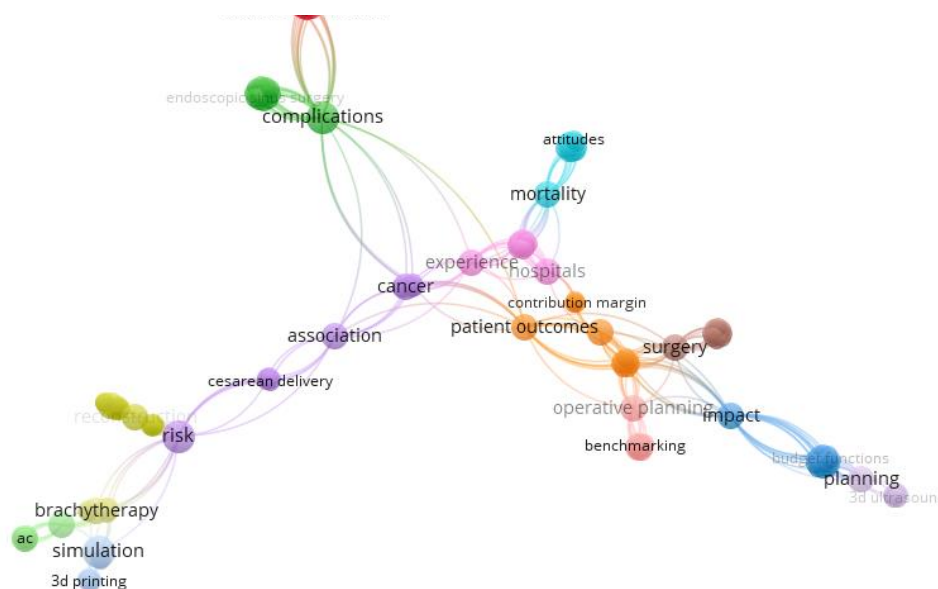 endoscopic sinus surgery
complications
attitudes
mortality
experience
hospitals
cancer
contribution margin
patient outcomes
association
surgery
cesarean delivery
operative planning
impact
reconstruction
risk
benchmarking
budget functions
planning
3d ultrasoun
brachytherapy
ac
simulation
3d printing